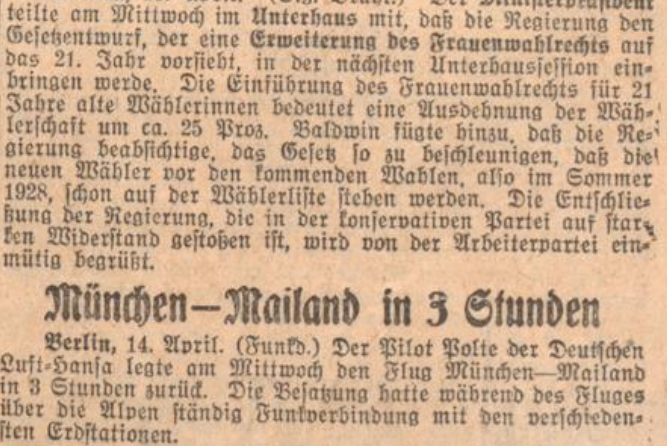 Der Ministerpräsident
teilte am Mittwoch im Unterhaus mit, daß die Regierung den
Gesetzentwurf, der eine Erweiterung des Frauenwahlrechts auf
das 21. Jahr vorsieht, in der nächsten Unterhaussession ein-
bringen werde. Die Einführung des Frauenwahlrechts für 21
Jahre alte Wählerinnen bedeutet eine Ausdehnung der Wäh-
lerschaft um ca. 25 Proz. Baldwin fügte hinzu, daß die Re-
gierung beabsichtige, das Gesetz so zu beschleunigen, daß die
neuen Wähler vor den kommenden Wahlen, also im Sommer
1928, schon auf der Wählerliste stehen werden. Die Entschlie-
ßung der Regierung, die in der konservativen Partei auf star-
ken Widerstand gestoßen ist, wird von der Arbeiterpartei ein-
mütig begrüßt.
München—Mailand in 3 Stunden
Berlin, 14. April. (Funkd.) Der Pilot Polte der Deutschen
Luft-Hansa legte am Mittwoch den Flug München—Mailand
in 3 Stunden zurück. Die Besatzung hatte während des Fluges
über die Alpen ständig Funkverbindung mit den verschieden-
sten Erdstationen.